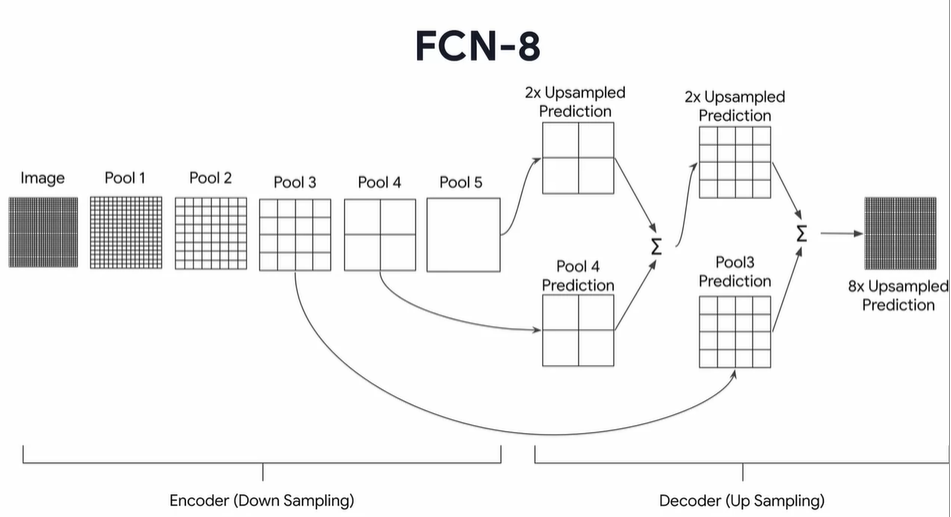 FCN-8
2x Upsampled
Prediction
2x Upsampled
Prediction
Image
Pool 1
Pool 2
Pool 3
Pool 4
Pool 5
Σ
Σ
Pool 4
Prediction
Pool3
Prediction
8x Upsampled
Prediction
Encoder (Down Sampling)
Decoder (Up Sampling)